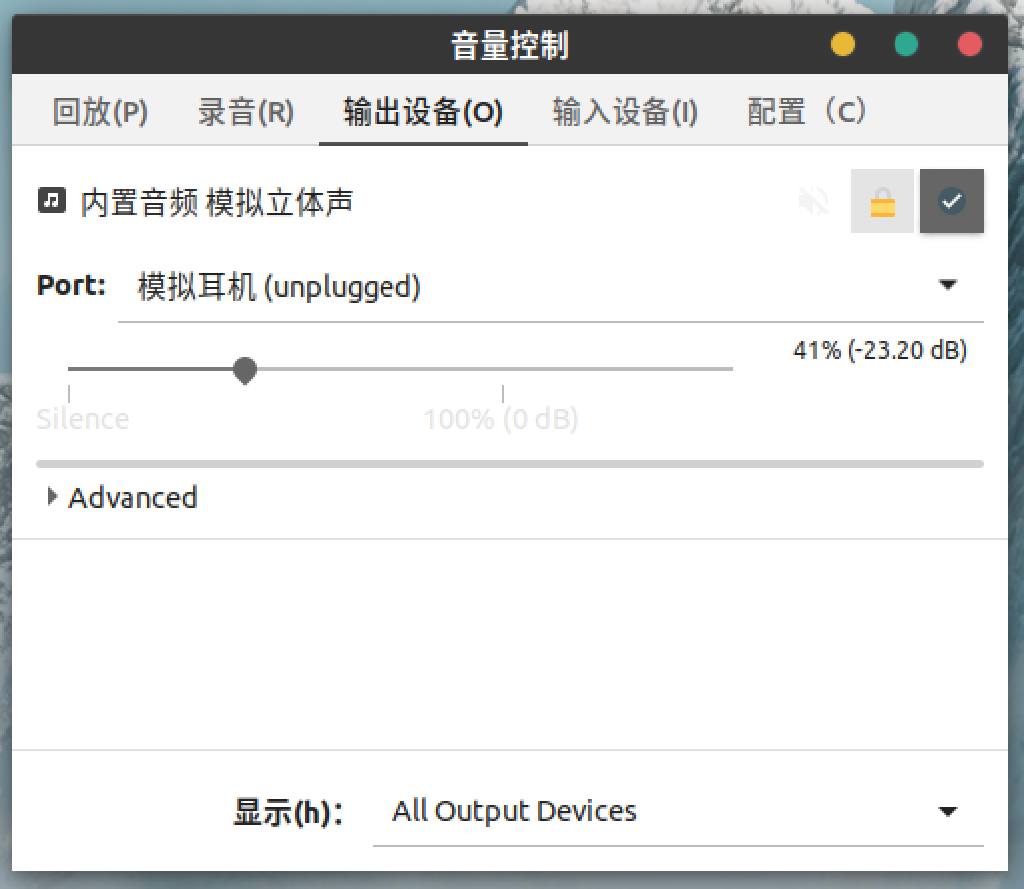 音量控制
回放(P) 录音(R) 输出设备(O) 输入设备(I) 配置（C）
内置音频 模拟立体声
Port: 模拟耳机 (unplugged)
41% (-23.20 dB)
Silence 100% (0 dB)
Advanced
显示(h)： All Output Devices